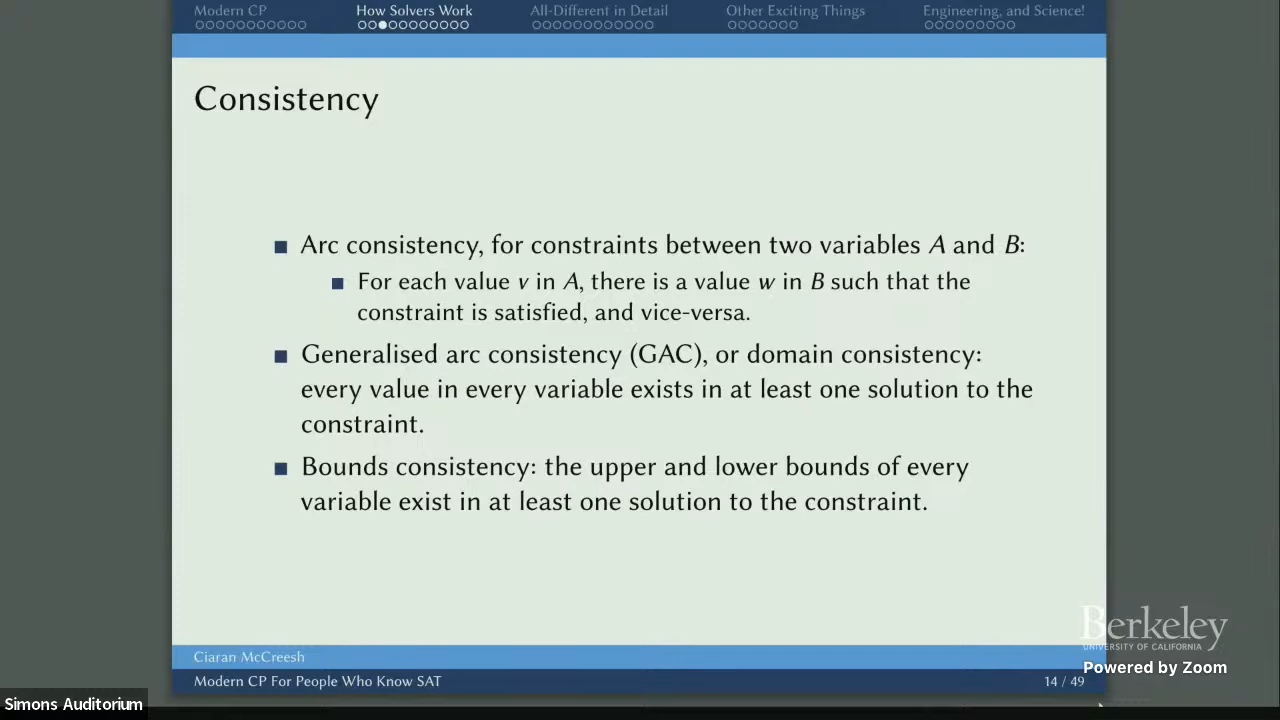 Modern CP
How Solvers Work
All-Different in Detail
Other Exciting Things
Engineering, and Science!
Consistency
Arc consistency, for constraints between two variables A and B:
For each value v in A, there is a value w in B such that the
constraint is satisfied, and vice-versa.
Generalised arc consistency (GAC), or domain consistency:
every value in every variable exists in at least one solution to the
constraint.
Bounds consistency: the upper and lower bounds of every
variable exist in at least one solution to the constraint.
Berkeley
UNIVERSITY OF CALIFORNIA
Ciaran McCreesh
Powered by Zoom
Modern CP For People Who Know SAT
14 / 49
Simons Auditorium